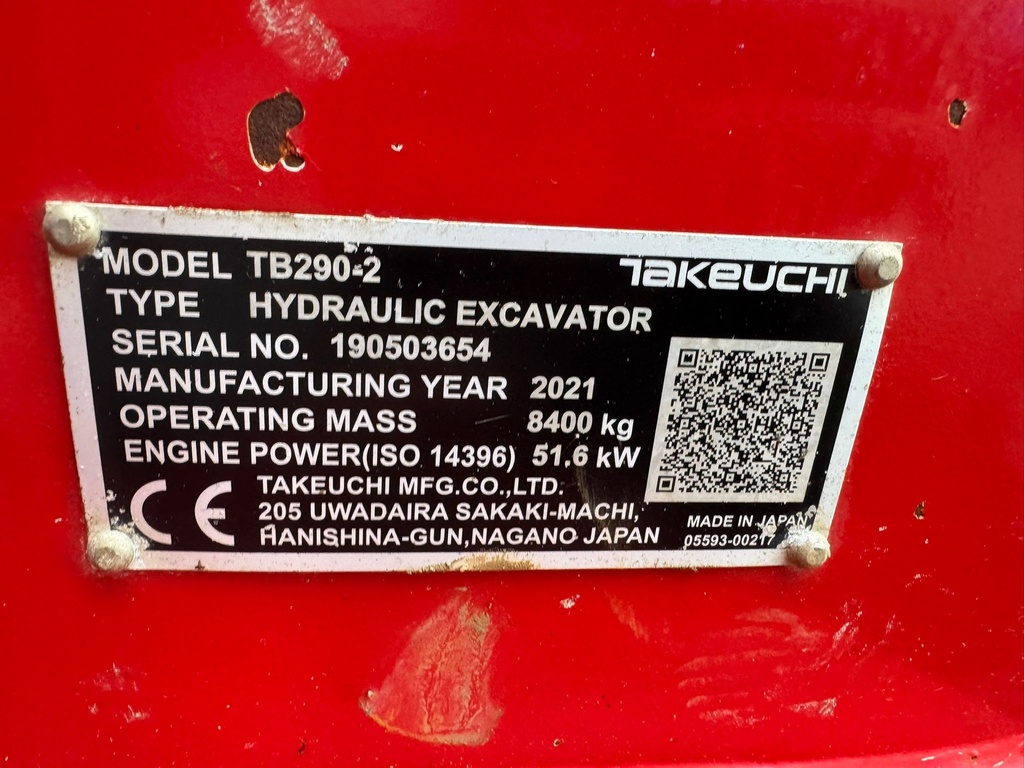 MODEL TB290-2
TAKEUCHI
TYPE HYDRAULIC EXCAVATOR
SERIAL NO. 190503654
MANUFACTURING YEAR 2021
OPERATING MASS 8400 kg
ENGINE POWER(ISO 14396) 51.6 kW
CE
TAKEUCHI MFG.CO.,LTD.
205 UWADAIRA SAKAKI-MACHI,
HANISHINA-GUN,NAGANO JAPAN
MADE IN JAPAN
05593-00217